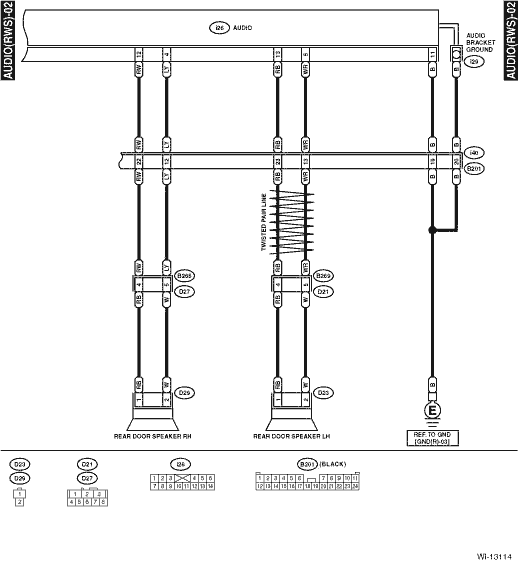 AUDIO(RWS)-02
AUDIO(RWS)-02
i26 AUDIO
AUDIO
BRACKET
GROUND
12 4 13 5 11
i29
RW LY RB WR B B
RW LY RB WR B B
i40
22 12 23 13 19 20
B201
RW LY RB WR B B
TWISTED PAIR LINE
RW LY RB WR
B268 B269
4 5 4 5
D27 D21
RB W RB W
RB W RB W B
1 2 1 2
D29 D23
E
REAR DOOR SPEAKER RH REAR DOOR SPEAKER LH
REF. TO GND
[GND(R)-03]
D23 D21 i26 B201 (BLACK)
D29 D27
1
2
1 2 3
4 5 6 7 8
1 2 3 4 5 6
7 8 9 10 11 12 13 14
1 2 3 4 5 6 7 8 9 10 11
12 13 14 15 16 17 18 19 20 21 22 23 24
WI-13114